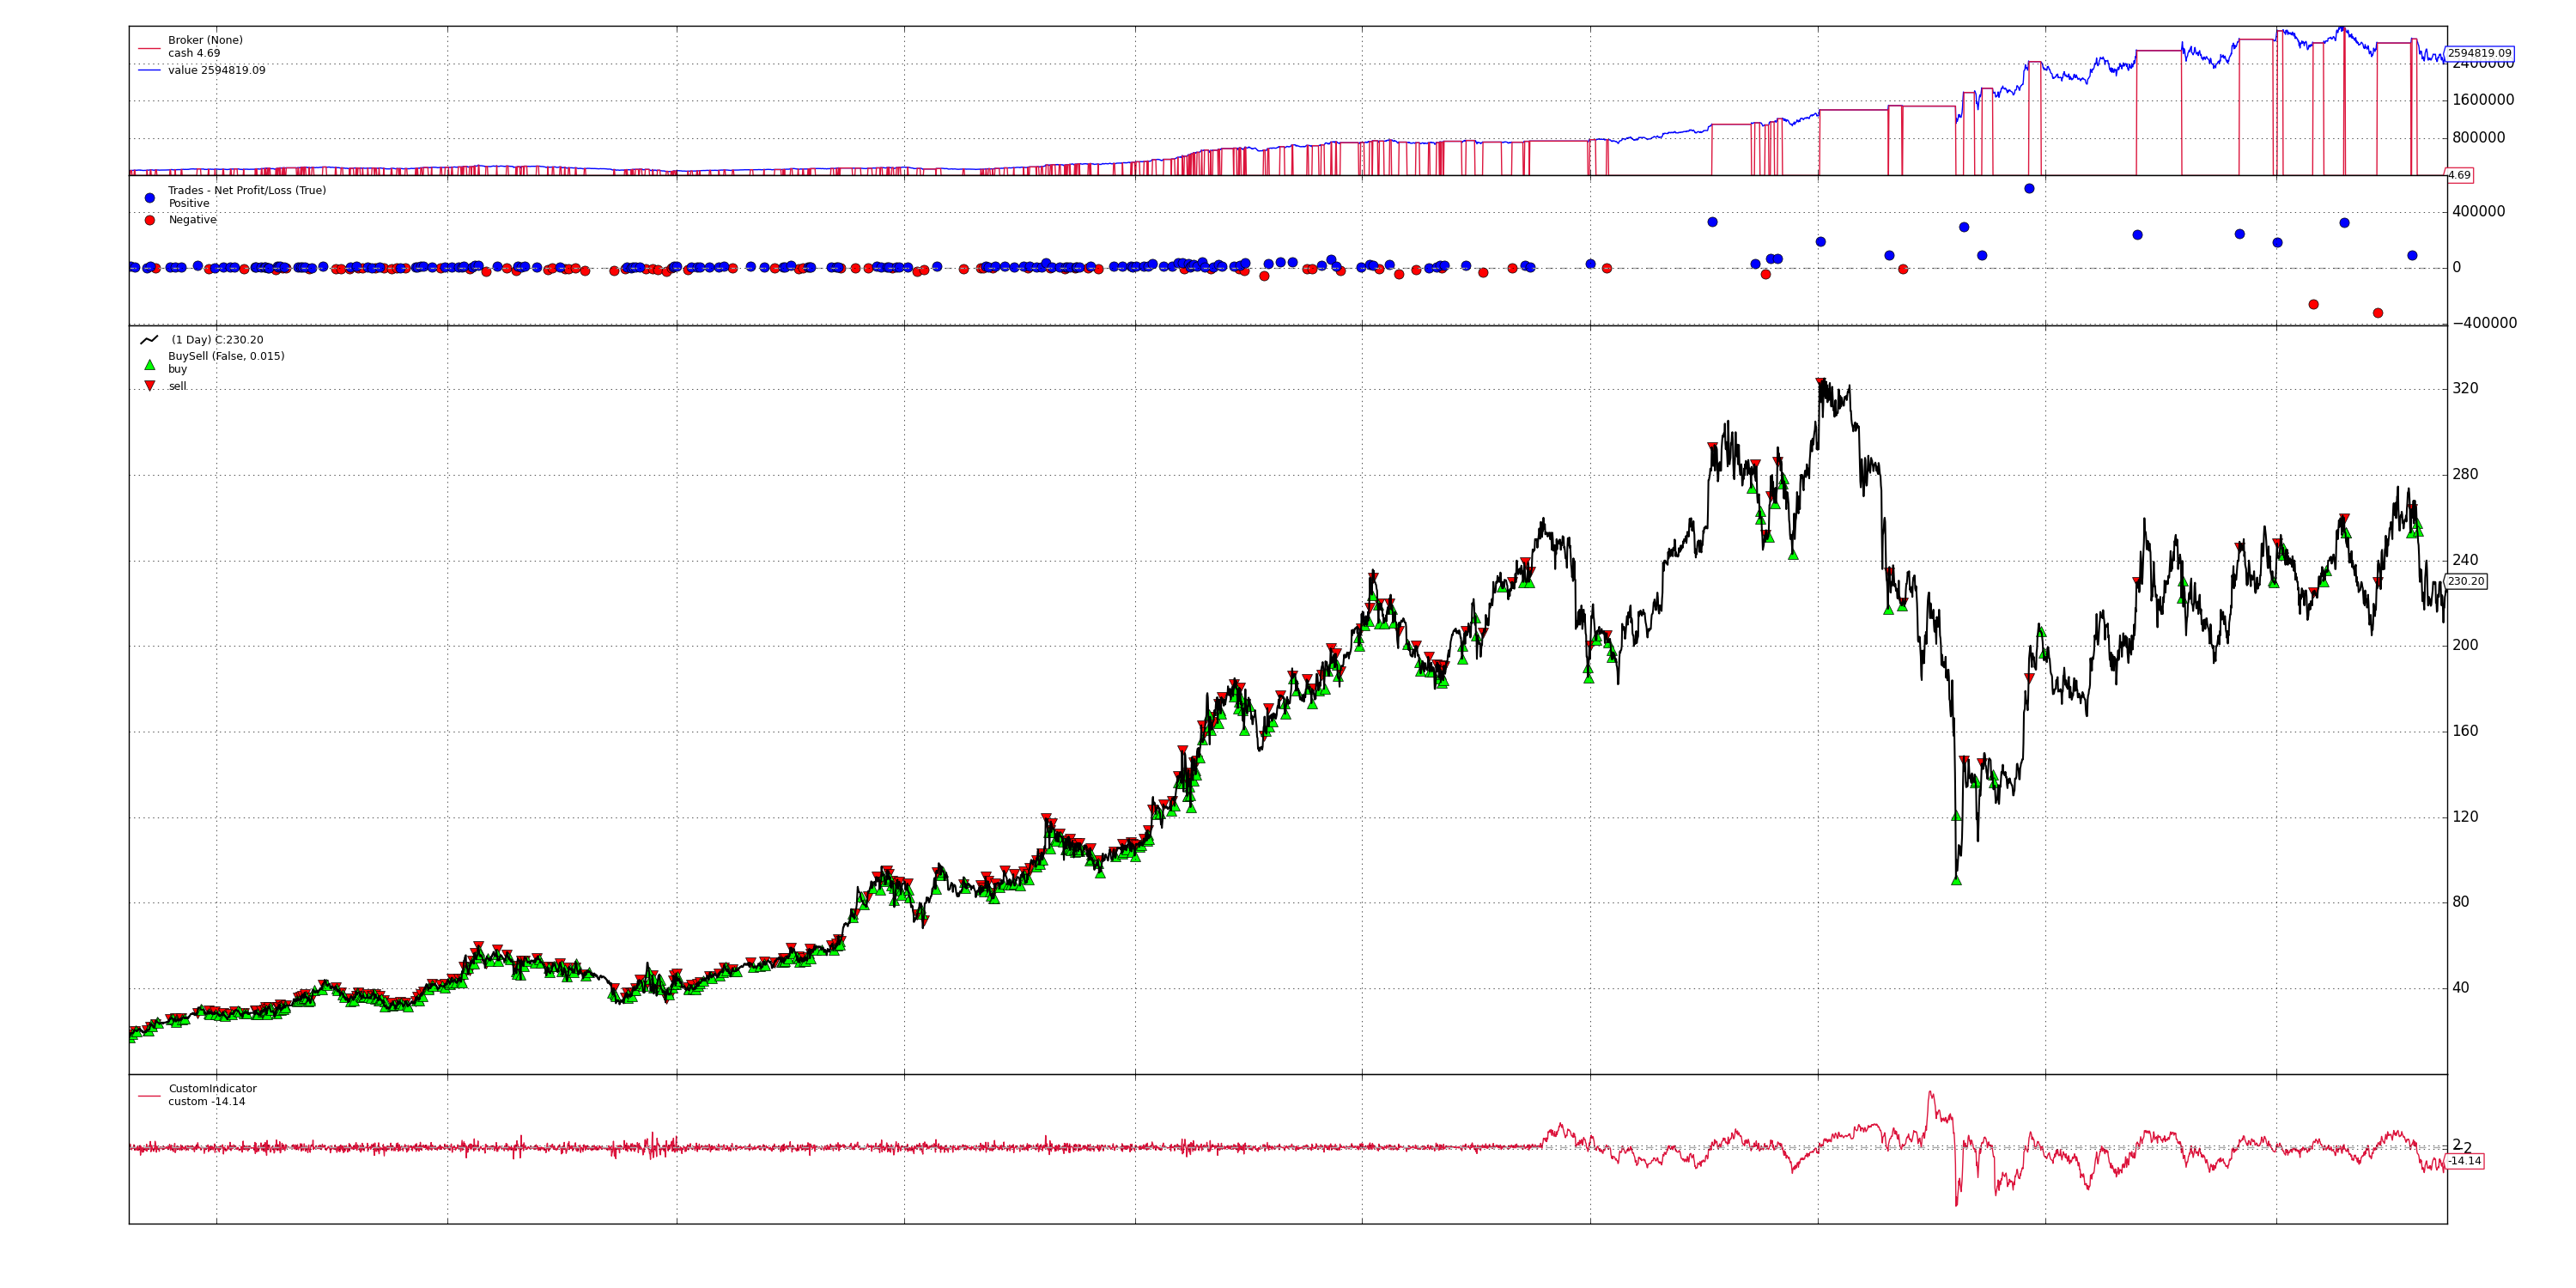 Broker (None)
cash 4.69
value 2594819.09
2594819.09
2400000
1600000
800000
4.69
Trades - Net Profit/Loss (True)
Positive
Negative
400000
0
−400000
(1 Day) C:230.20
BuySell (False, 0.015)
buy
sell
320
280
240
230.20
200
160
120
80
40
CustomIndicator
custom -14.14
2
-2
-14.14